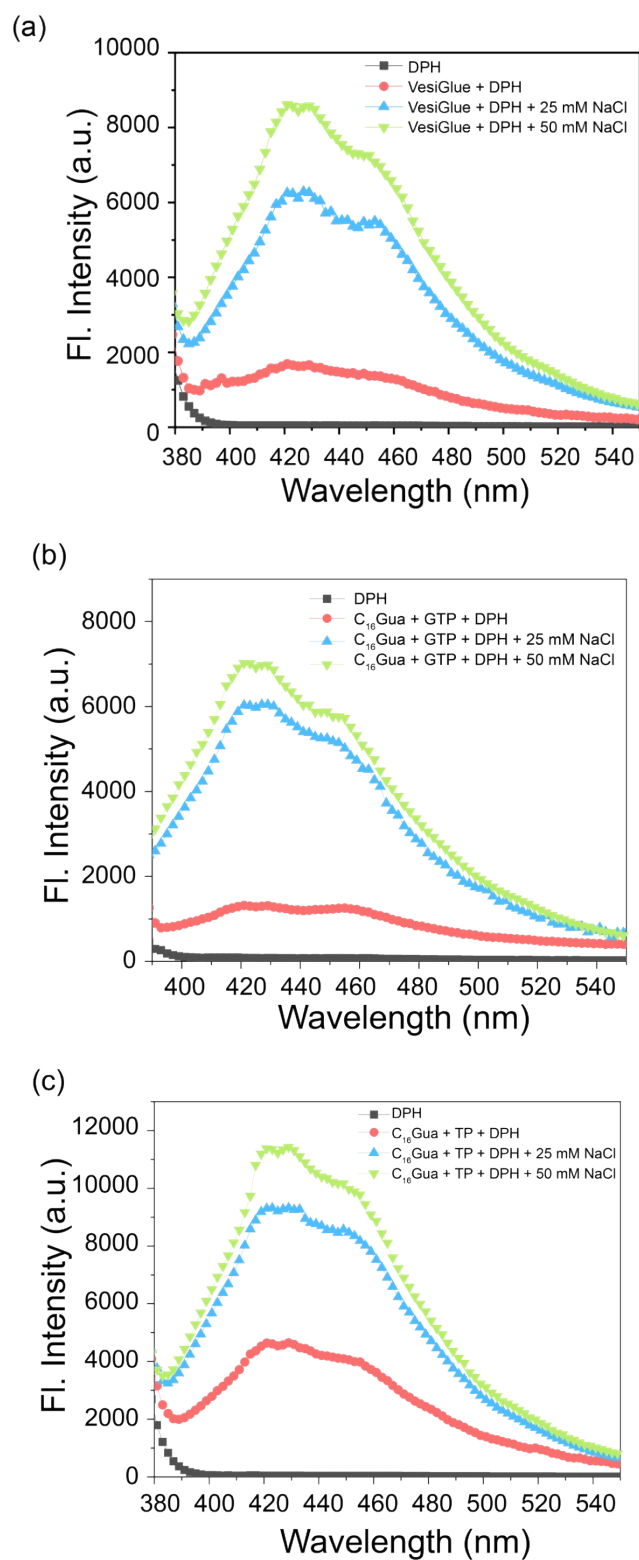 (a)
10000
8000
6000
4000
2000
0
Fl. Intensity (a.u.)
DPH
VesiGlue + DPH
VesiGlue + DPH + 25 mM NaCl
VesiGlue + DPH + 50 mM NaCl
380 400 420 440 460 480 500 520 540
Wavelength (nm)
(b)
8000
6000
4000
2000
0
Fl. Intensity (a.u.)
DPH
C₁₆Gua + GTP + DPH
C₁₆Gua + GTP + DPH + 25 mM NaCl
C₁₆Gua + GTP + DPH + 50 mM NaCl
400 420 440 460 480 500 520 540
Wavelength (nm)
(c)
12000
10000
8000
6000
4000
2000
0
Fl. Intensity (a.u.)
DPH
C₁₆Gua + TP + DPH
C₁₆Gua + TP + DPH + 25 mM NaCl
C₁₆Gua + TP + DPH + 50 mM NaCl
380 400 420 440 460 480 500 520 540
Wavelength (nm)